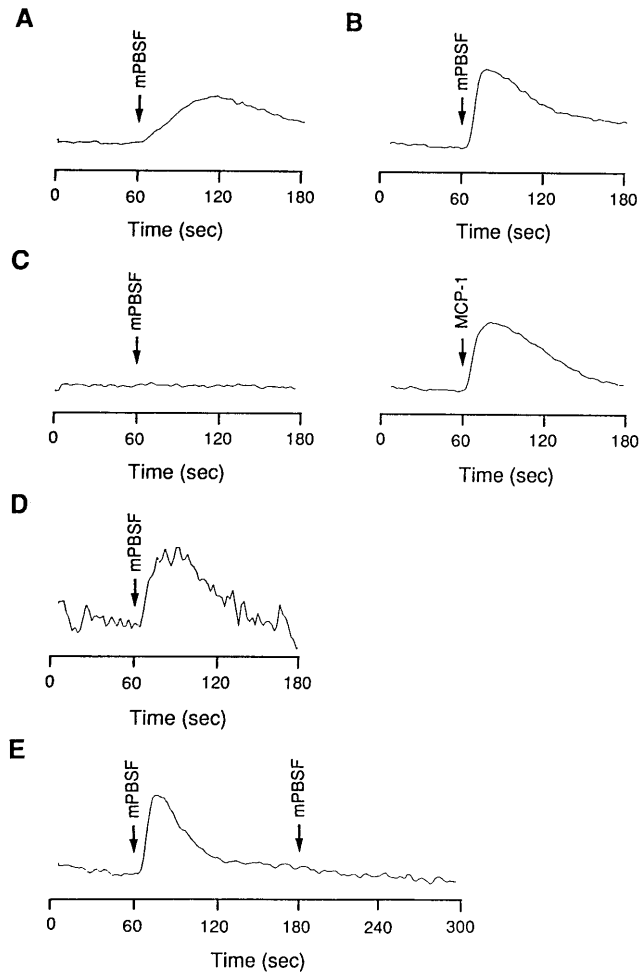 A
mPBSF
0 60 120 180
Time (sec)
B
mPBSF
0 60 120 180
Time (sec)
C
mPBSF
0 60 120 180
Time (sec)
MCP-1
0 60 120 180
Time (sec)
D
mPBSF
0 60 120 180
Time (sec)
E
mPBSF
mPBSF
0 60 120 180 240 300
Time (sec)